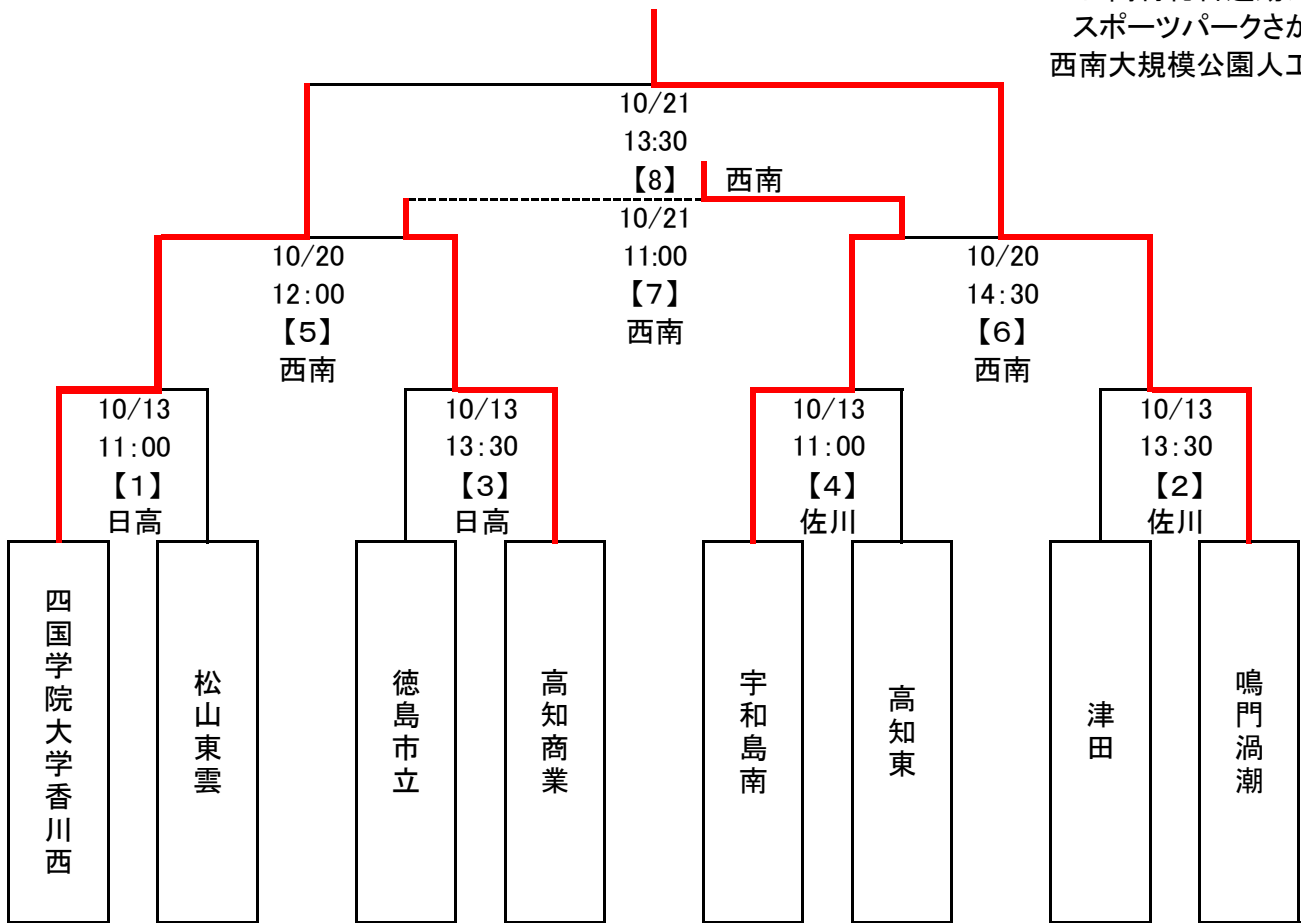 スポーツパークさか
西南大規模公園人工
10/21
13:30
【8】 西南
10/21
11:00
【7】
西南
10/20
12:00
【5】
西南
10/20
14:30
【6】
西南
10/13
11:00
【1】
日高
10/13
13:30
【3】
日高
10/13
11:00
【4】
佐川
10/13
13:30
【2】
佐川
四国学院大学香川西
松山東雲
徳島市立
高知商業
宇和島南
高知東
津田
鳴門渦潮